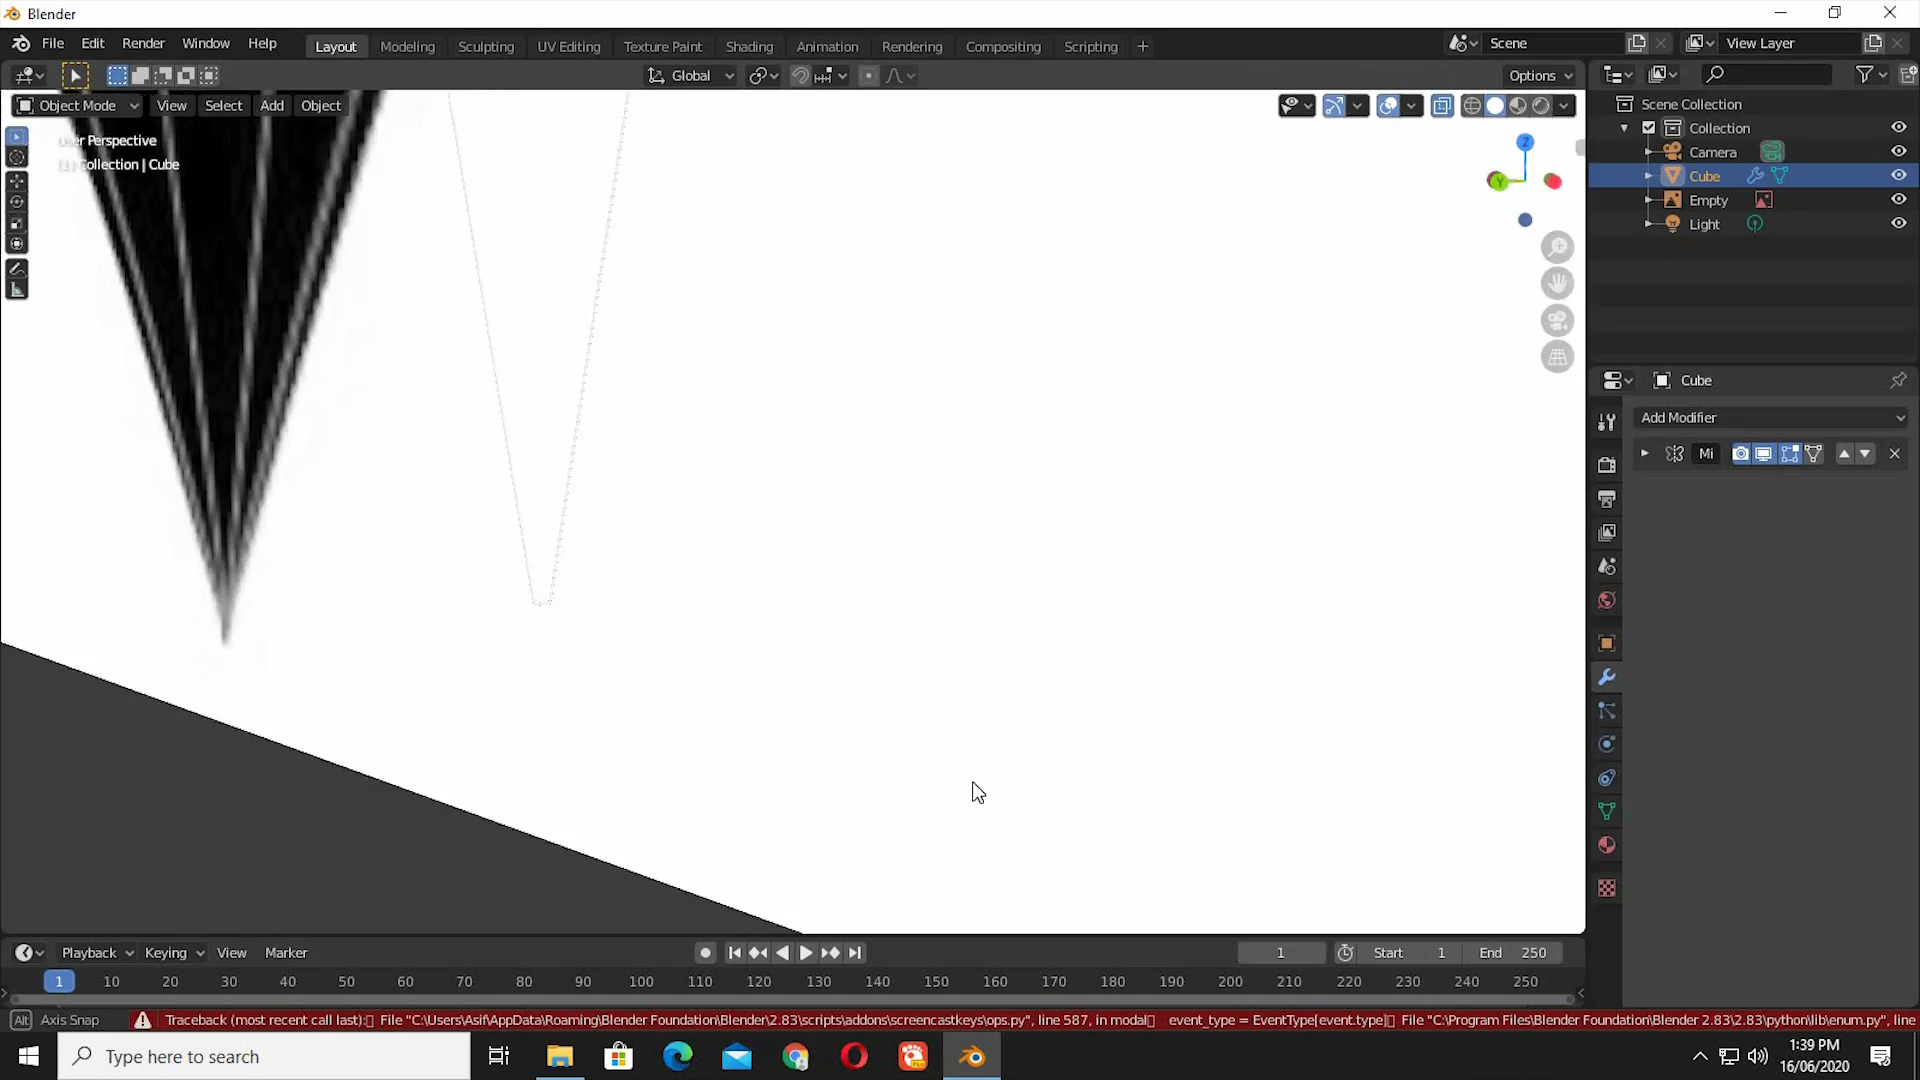 Blender
File Edit Render Window Help Layout Modeling Sculpting UV Editing Texture Paint Shading Animation Rendering Compositing Scripting + Scene View Layer
Global Options
Object Mode View Select Add Object
User Perspective
(1) Collection | Cube
Z
Y
Scene Collection
Collection
Camera
Cube
Empty
Light
Cube
Add Modifier
Mi
Playback Keying View Marker 1 Start 1 End 250
1 10 20 30 40 50 60 70 80 90 100 110 120 130 140 150 160 170 180 190 200 210 220 230 240 250
Alt Axis Snap Traceback (most recent call last): File "C:\Users\Asif\AppData\Roaming\Blender Foundation\Blender\2.83\scripts\addons\screencastkeys\ops.py", line 587, in modal event_type = EventType[event.type] File "C:\Program Files\Blender Foundation\Blender 2.83\2.83\python\lib\enum.py", line
Type here to search
1:39 PM
16/06/2020